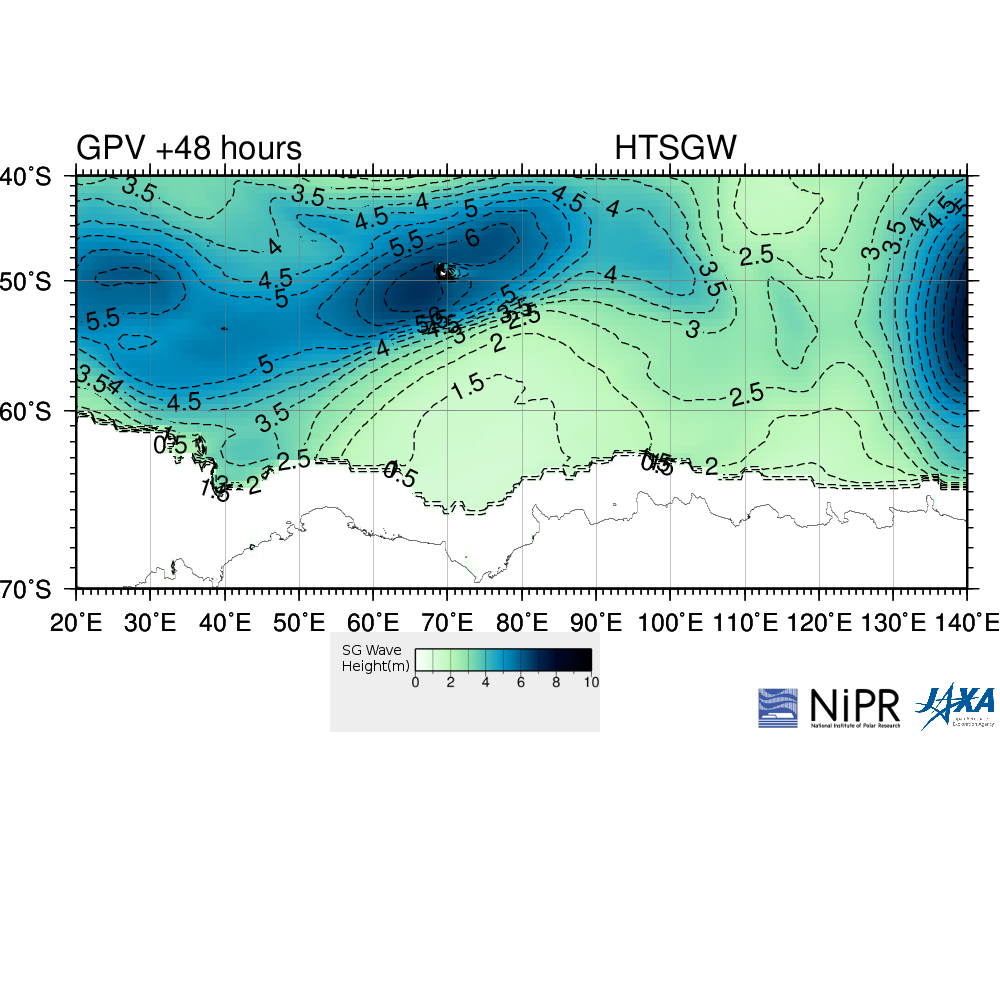 GPV +48 hours HTSGW
40°S
50°S
60°S
70°S
3.5 3.5 4 4.5 5 5.5 6 4.5 4
4 4.5 5 5.5
2.5 3 3.5 4 4.5 5
4 3.5 3
5 3.5 2.5 3 2 4 5
3.5 4 4.5 3.5 1.5 2.5
0.5 1.5 2 2.5 0.5 0.5 2
20°E 30°E 40°E 50°E 60°E 70°E 80°E 90°E 100°E 110°E 120°E 130°E 140°E
SG Wave
Height(m)
0 2 4 6 8 10
NiPR
National Institute of Polar Research
JAXA
Japan Aerospace
Exploration Agency